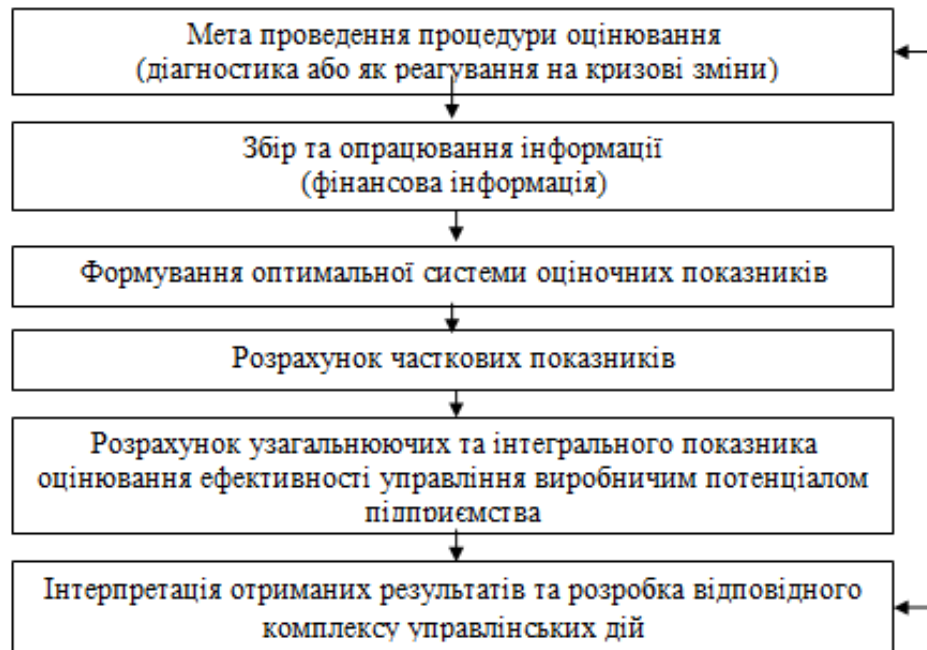 Мета проведення процедури оцінювання
(діагностика або як реагування на кризові зміни)
Збір та опрацювання інформації
(фінансова інформація)
Формування оптимальної системи оціночних показників
Розрахунок часткових показників
Розрахунок узагальнюючих та інтегрального показника
оцінювання ефективності управління виробничим потенціалом
підприємства
Інтерпретація отриманих результатів та розробка відповідного
комплексу управлінських дій